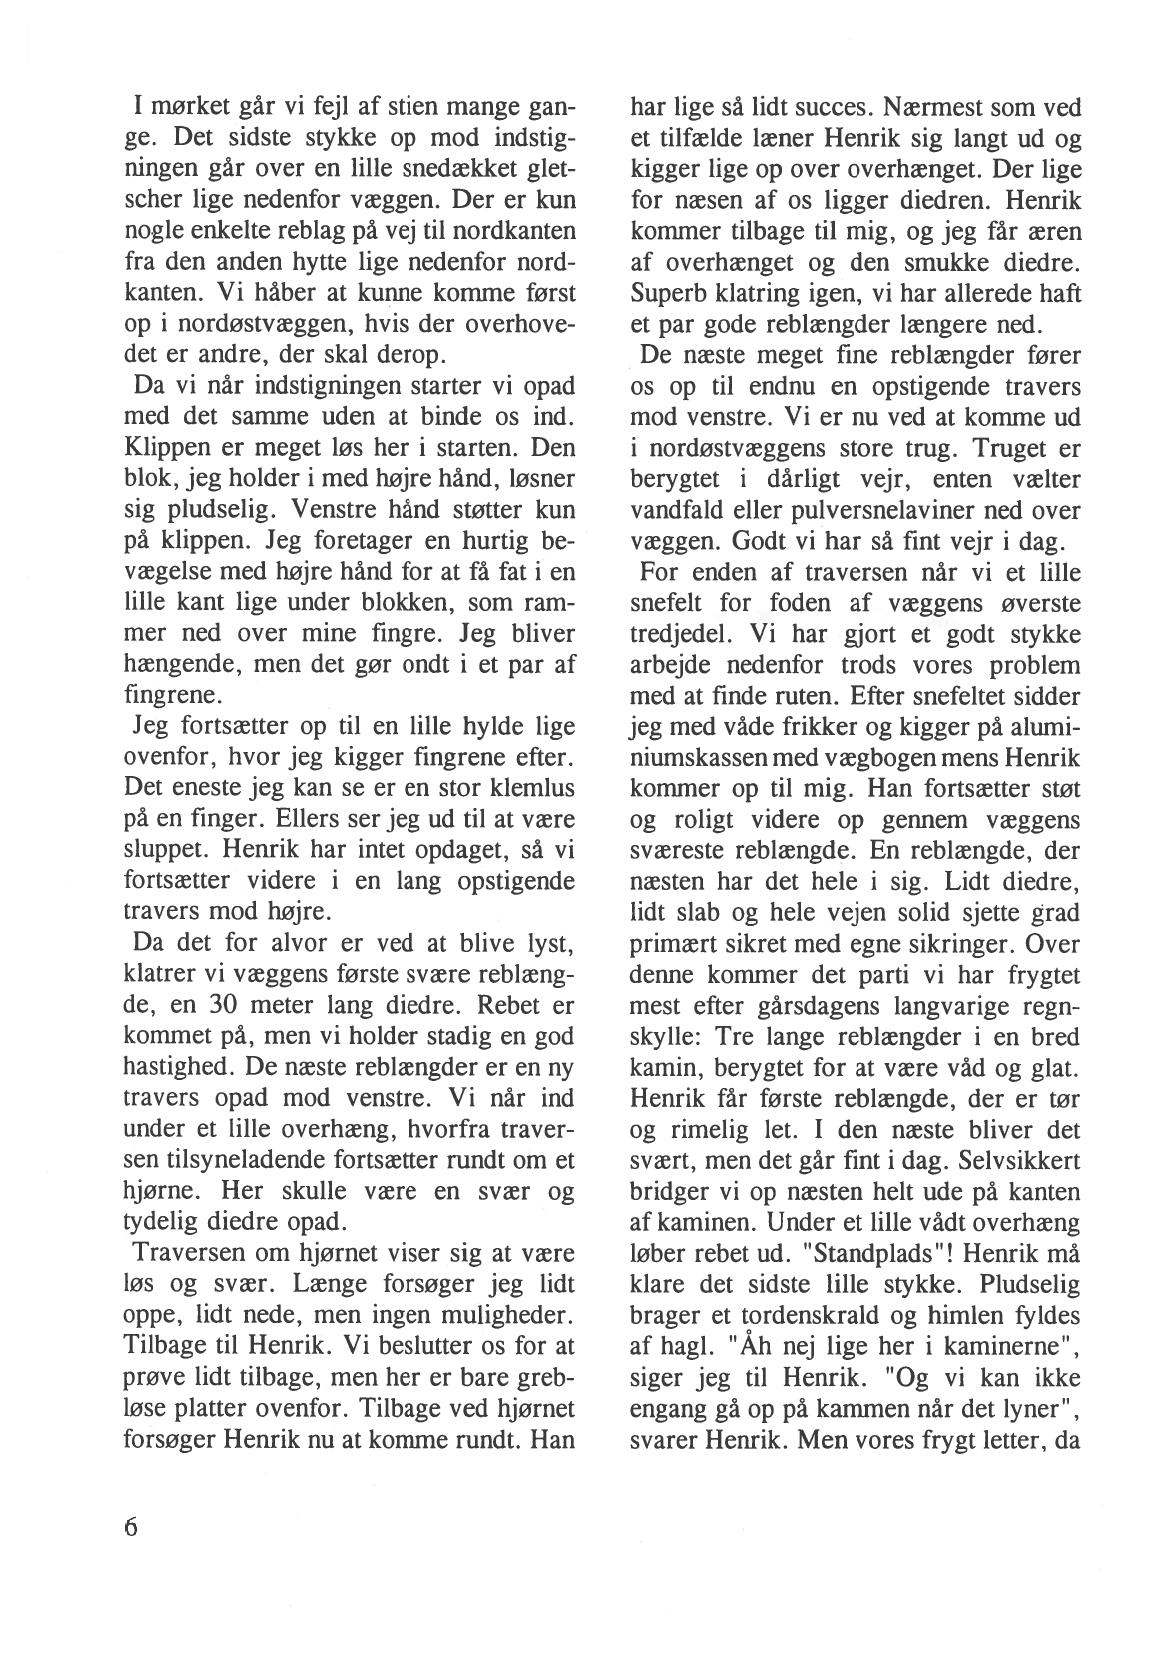 I mørket går vi fejl af stien mange gan-
ge. Det sidste stykke op mod indstig-
ningen går over en lille snedækket glet-
scher lige nedenfor væggen. Der er kun
nogle enkelte reblag på vej til nordkanten
fra den anden hytte lige nedenfor nord-
kanten. Vi håber at kunne komme først
op i nordøstvæggen, hvis der overhove-
det er andre, der skal derop.
Da vi når indstigningen starter vi opad
med det samme uden at binde os ind.
Klippen er meget løs her i starten. Den
blok, jeg holder i med højre hånd, løsner
sig pludselig. Venstre hånd støtter kun
på klippen. Jeg foretager en hurtig be-
vægelse med højre hånd for at få fat i en
lille kant lige under blokken, som ram-
mer ned over mine fingre. Jeg bliver
hængende, men det gør ondt i et par af
fingrene.
Jeg fortsætter op til en lille hylde lige
ovenfor, hvor jeg kigger fingrene efter.
Det eneste jeg kan se er en stor klemlus
på en finger. Ellers ser jeg ud til at være
sluppet. Henrik har intet opdaget, så vi
fortsætter videre i en lang opstigende
travers mod højre.
Da det for alvor er ved at blive lyst,
klatrer vi væggens første svære reblæng-
de, en 30 meter lang diedre. Rebet er
kommet på, men vi holder stadig en god
hastighed. De næste reblængder er en ny
travers opad mod venstre. Vi når ind
under et lille overhæng, hvorfra traver-
sen tilsyneladende fortsætter rundt om et
hjørne. Her skulle være en svær og
tydelig diedre opad.
Traversen om hjørnet viser sig at være
løs og svær. Længe forsøger jeg lidt
oppe, lidt nede, men ingen muligheder.
Tilbage til Henrik. Vi beslutter os for at
prøve lidt tilbage, men her er bare greb-
løse platter ovenfor. Tilbage ved hjørnet
forsøger Henrik nu at komme rundt. Han
har lige så lidt succes. Nærmest som ved
et tilfælde læner Henrik sig langt ud og
kigger lige op over overhænget. Der lige
for næsen af os ligger diedren. Henrik
kommer tilbage til mig, og jeg får æren
af overhænget og den smukke diedre.
Superb klatring igen, vi har allerede haft
et par gode reblængder længere ned.
De næste meget fine reblængder fører
os op til endnu en opstigende travers
mod venstre. Vi er nu ved at komme ud
i nordøstvæggens store trug. Truget er
berygtet i dårligt vejr, enten vælter
vandfald eller pulversnelaviner ned over
væggen. Godt vi har så fint vejr i dag.
For enden af traversen når vi et lille
snefelt for foden af væggens øverste
tredjedel. Vi har gjort et godt stykke
arbejde nedenfor trods vores problem
med at finde ruten. Efter snefeltet sidder
jeg med våde frikker og kigger på alumi-
niumskassen med vægbogen mens Henrik
kommer op til mig. Han fortsætter støt
og roligt videre op gennem væggens
sværeste reblængde. En reblængde, der
næsten har det hele i sig. Lidt diedre,
lidt slab og hele vejen solid sjette grad
primært sikret med egne sikringer. Over
denne kommer det parti vi har frygtet
mest efter gårsdagens langvarige regn-
skylle: Tre lange reblængder i en bred
kamin, berygtet for at være våd og glat.
Henrik får første reblængde, der er tør
og rimelig let. I den næste bliver det
svært, men det går fint i dag. Selvsikkert
bridger vi op næsten helt ude på kanten
af kaminen. Under et lille vådt overhæng
løber rebet ud. "Standplads"! Henrik må
klare det sidste lille stykke. Pludselig
brager et tordenskrald og himlen fyldes
af hagl. "Åh nej lige her i kaminerne",
siger jeg til Henrik. "Og vi kan ikke
engang gå op på kammen når det lyner",
svarer Henrik. Men vores frygt letter, da
6